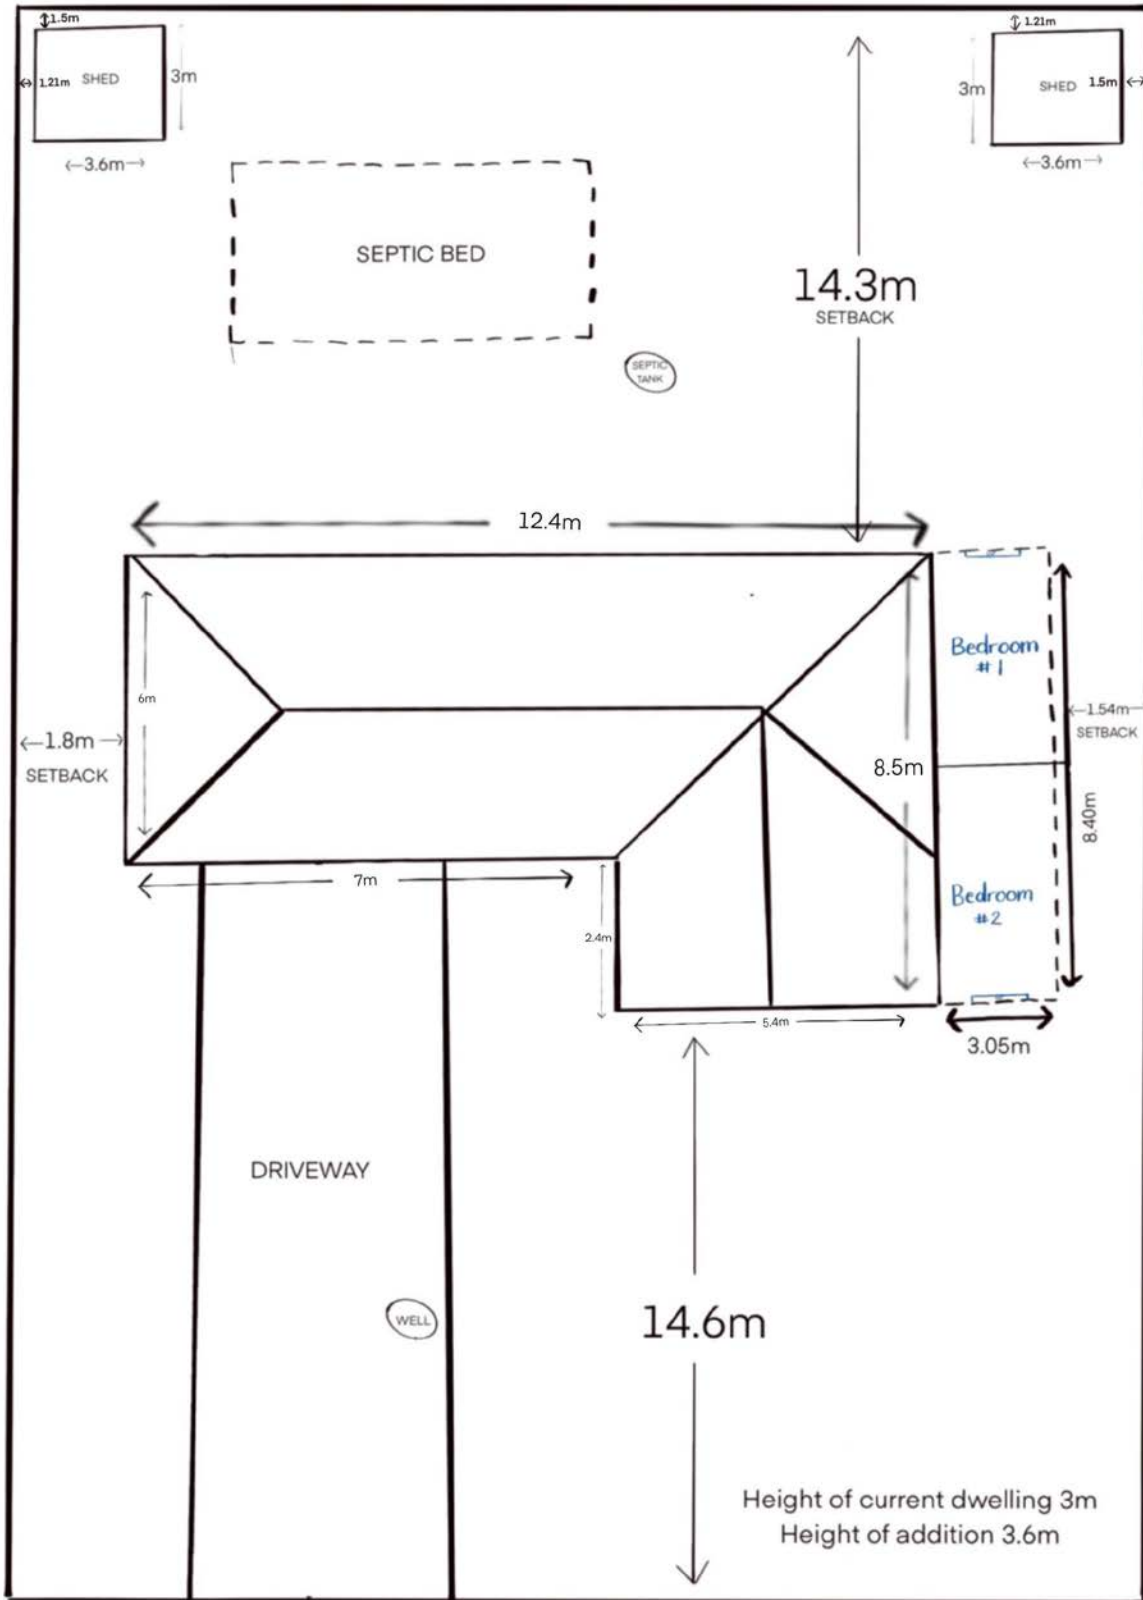 1.5m
1.21m
1.21m SHED 3m
3m SHED 1.5m
3.6m
3.6m
SEPTIC BED
14.3m
SETBACK
SEPTIC
TANK
12.4m
Bedroom
#1
6m
1.54m
SETBACK
1.8m
SETBACK
8.5m
8.40m
7m
Bedroom
#2
2.4m
5.4m
3.05m
DRIVEWAY
WELL
14.6m
Height of current dwelling 3m
Height of addition 3.6m